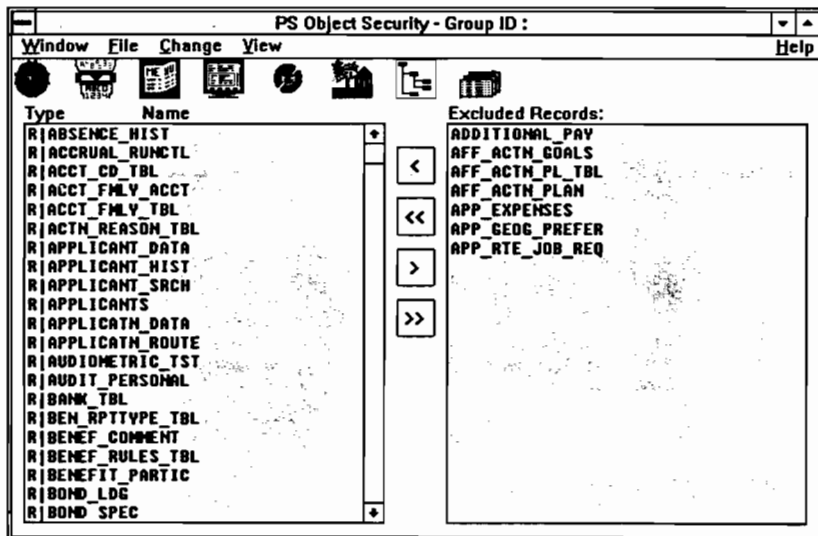 PS Object Security - Group ID :
Window File Change View Help
Type Name
R|ABSENCE_HIST
R|ACCRUAL_RUNCTL
R|ACCT_CD_TBL
R|ACCT_FMLY_ACCT
R|ACCT_FMLY_TBL
R|ACTN_REASON_TBL
R|APPLICANT_DATA
R|APPLICANT_HIST
R|APPLICANT_SRCH
R|APPLICANTS
R|APPLICATN_DATA
R|APPLICATN_ROUTE
R|AUDIOMETRIC_TST
R|AUDIT_PERSONAL
R|BANK_TBL
R|BEN_RPTTYPE_TBL
R|BENEF_COMMENT
R|BENEF_RULES_TBL
R|BENEFIT_PARTIC
R|BOND_LDG
R|BOND_SPEC
<
<<
>
>>
Excluded Records:
ADDITIONAL_PAY
AFF_ACTN_GOALS
AFF_ACTN_PL_TBL
AFF_ACTN_PLAN
APP_EXPENSES
APP_GEOG_PREFER
APP_RTE_JOB_REQ